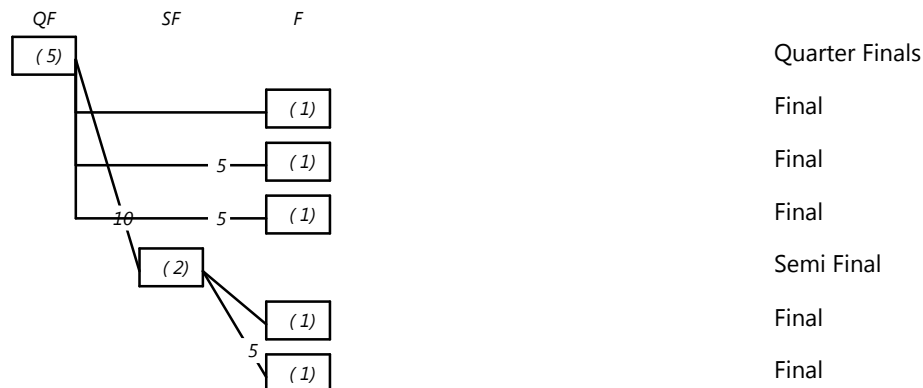 QF SF F
( 5) Quarter Finals
( 1) Final
5 ( 1) Final
10 5 ( 1) Final
( 2) Semi Final
( 1) Final
5 ( 1) Final